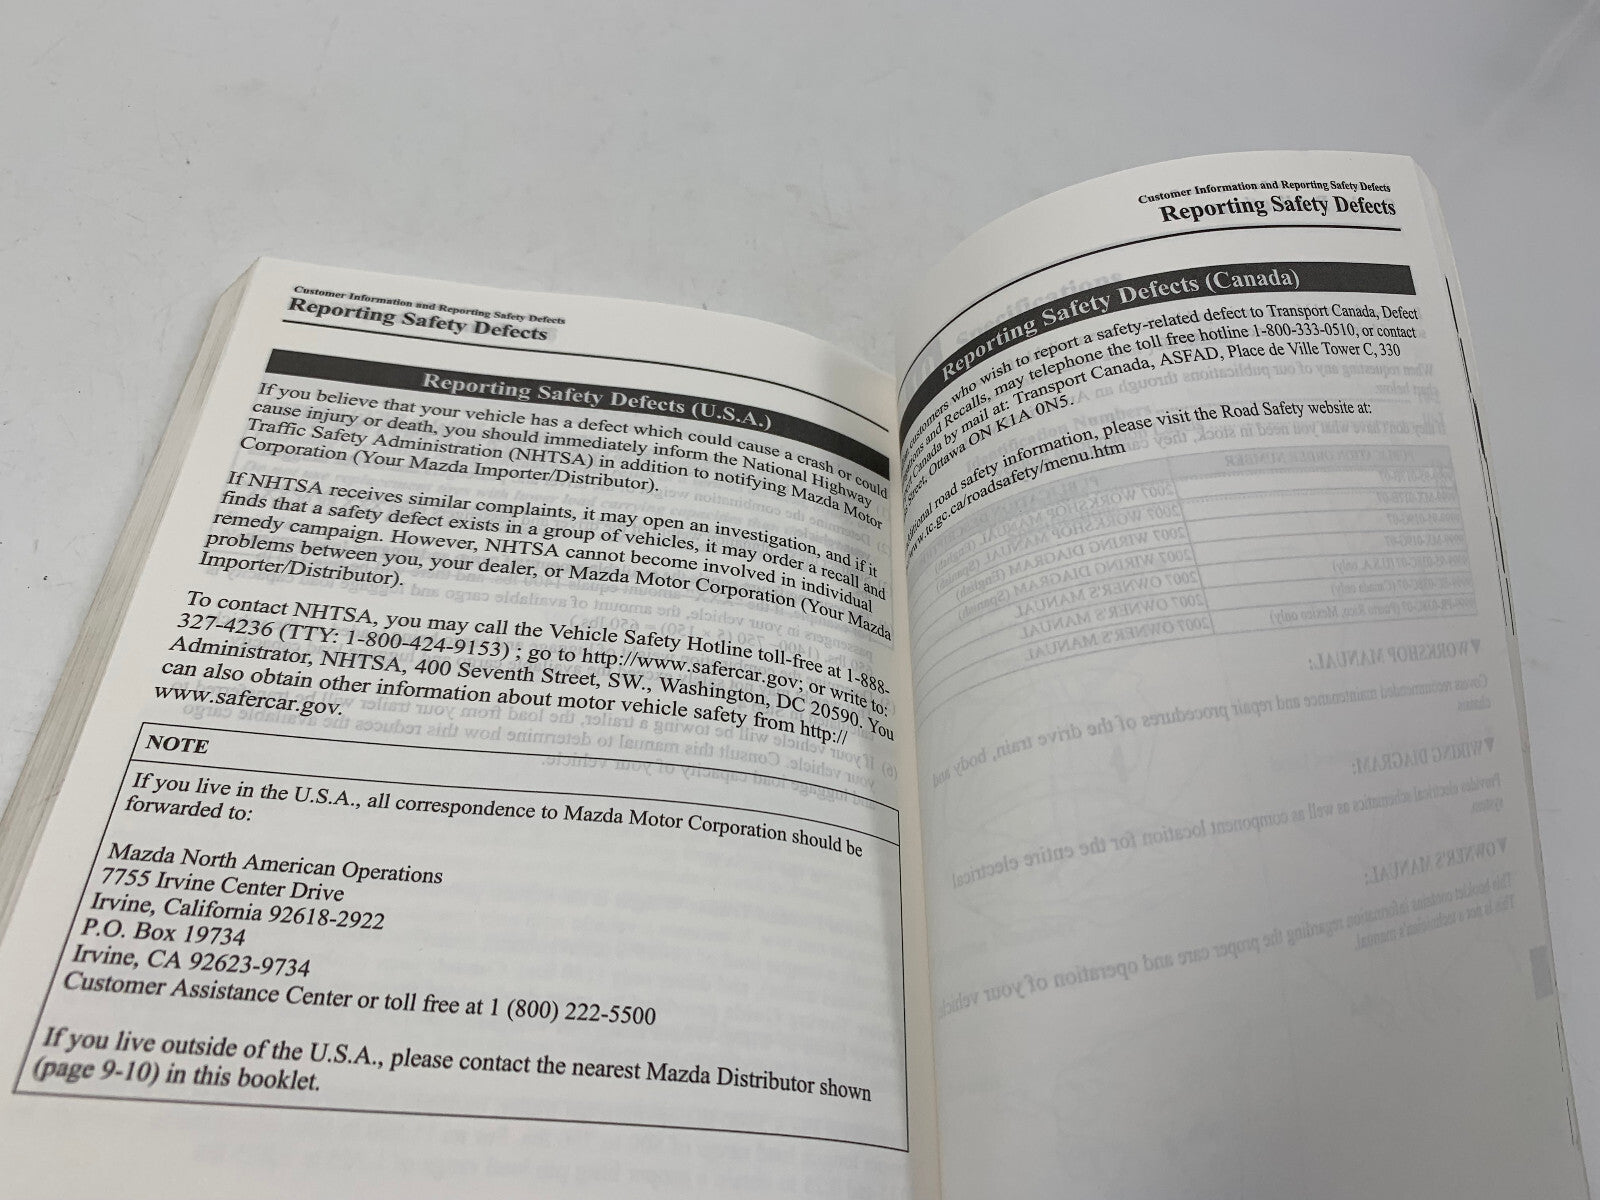 Customer Information and Reporting Safety Defects
Reporting Safety Defects
Reporting Safety Defects (U.S.A.)
If you believe that your vehicle has a defect which could cause a crash or could
cause injury or death, you should immediately inform the National Highway
Traffic Safety Administration (NHTSA) in addition to notifying Mazda Motor
Corporation (Your Mazda Importer/Distributor).
If NHTSA receives similar complaints, it may open an investigation, and if it
finds that a safety defect exists in a group of vehicles, it may order a recall and
remedy campaign. However, NHTSA cannot become involved in individual
problems between you, your dealer, or Mazda Motor Corporation (Your Mazda
Importer/Distributor).
To contact NHTSA, you may call the Vehicle Safety Hotline toll-free at 1-888-
327-4236 (TTY: 1-800-424-9153) ; go to http://www.safercar.gov; or write to:
Administrator, NHTSA, 400 Seventh Street, SW., Washington, DC 20590. You
can also obtain other information about motor vehicle safety from http://
www.safercar.gov.
NOTE
If you live in the U.S.A., all correspondence to Mazda Motor Corporation should be
forwarded to:
Mazda North American Operations
7755 Irvine Center Drive
Irvine, California 92618-2922
P.O. Box 19734
Irvine, CA 92623-9734
Customer Assistance Center or toll free at 1 (800) 222-5500
If you live outside of the U.S.A., please contact the nearest Mazda Distributor shown
(page 9-10) in this booklet.
Customer Information and Reporting Safety Defects
Reporting Safety Defects
Reporting Safety Defects (Canada)
customers who wish to report a safety-related defect to Transport Canada, Defect
and Recalls, may telephone the toll free hotline 1-800-333-0510, or contact
Canada by mail at: Transport Canada, ASFAD, Place de Ville Tower C, 330
Street, Ottawa ON K1A 0N5.
road safety information, please visit the Road Safety website at:
www.tc.gc.ca/roadsafety/menu.htm